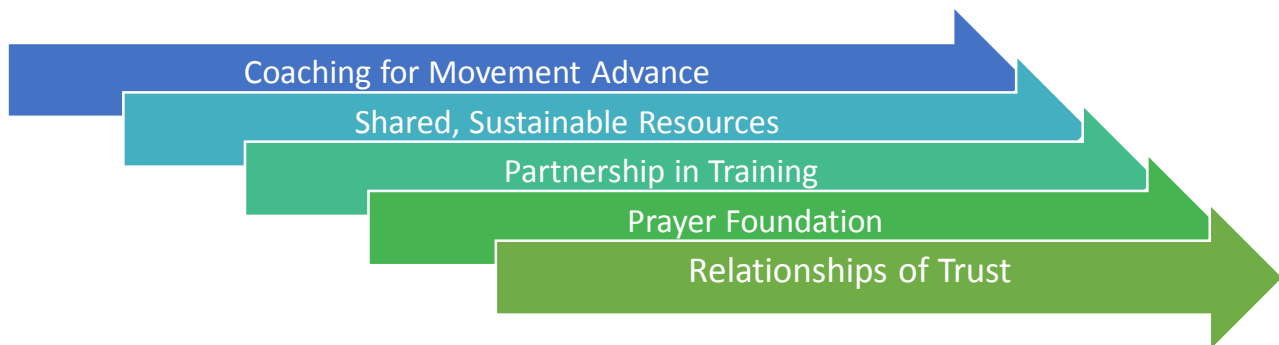 Coaching for Movement Advance
Shared, Sustainable Resources
Partnership in Training
Prayer Foundation
Relationships of Trust